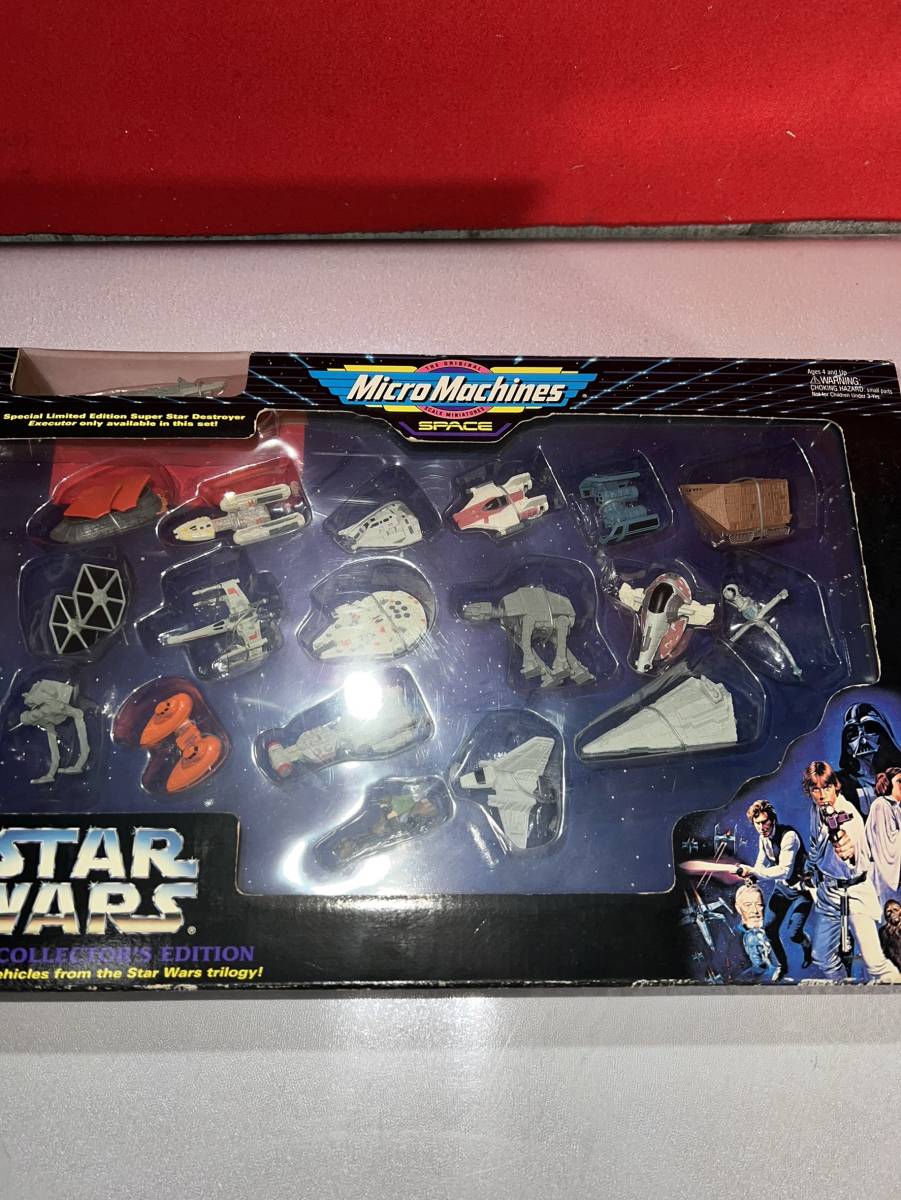 THE ORIGINAL
Micro Machines®
SCALE MINIATURES
SPACE
Ages 4 and Up
WARNING:
CHOKING HAZARD: small parts
Not for Children Under 3 Yrs
Special Limited Edition Super Star Destroyer
Executor only available in this set!
STAR
WARS®
COLLECTOR'S EDITION
vehicles from the Star Wars trilogy!